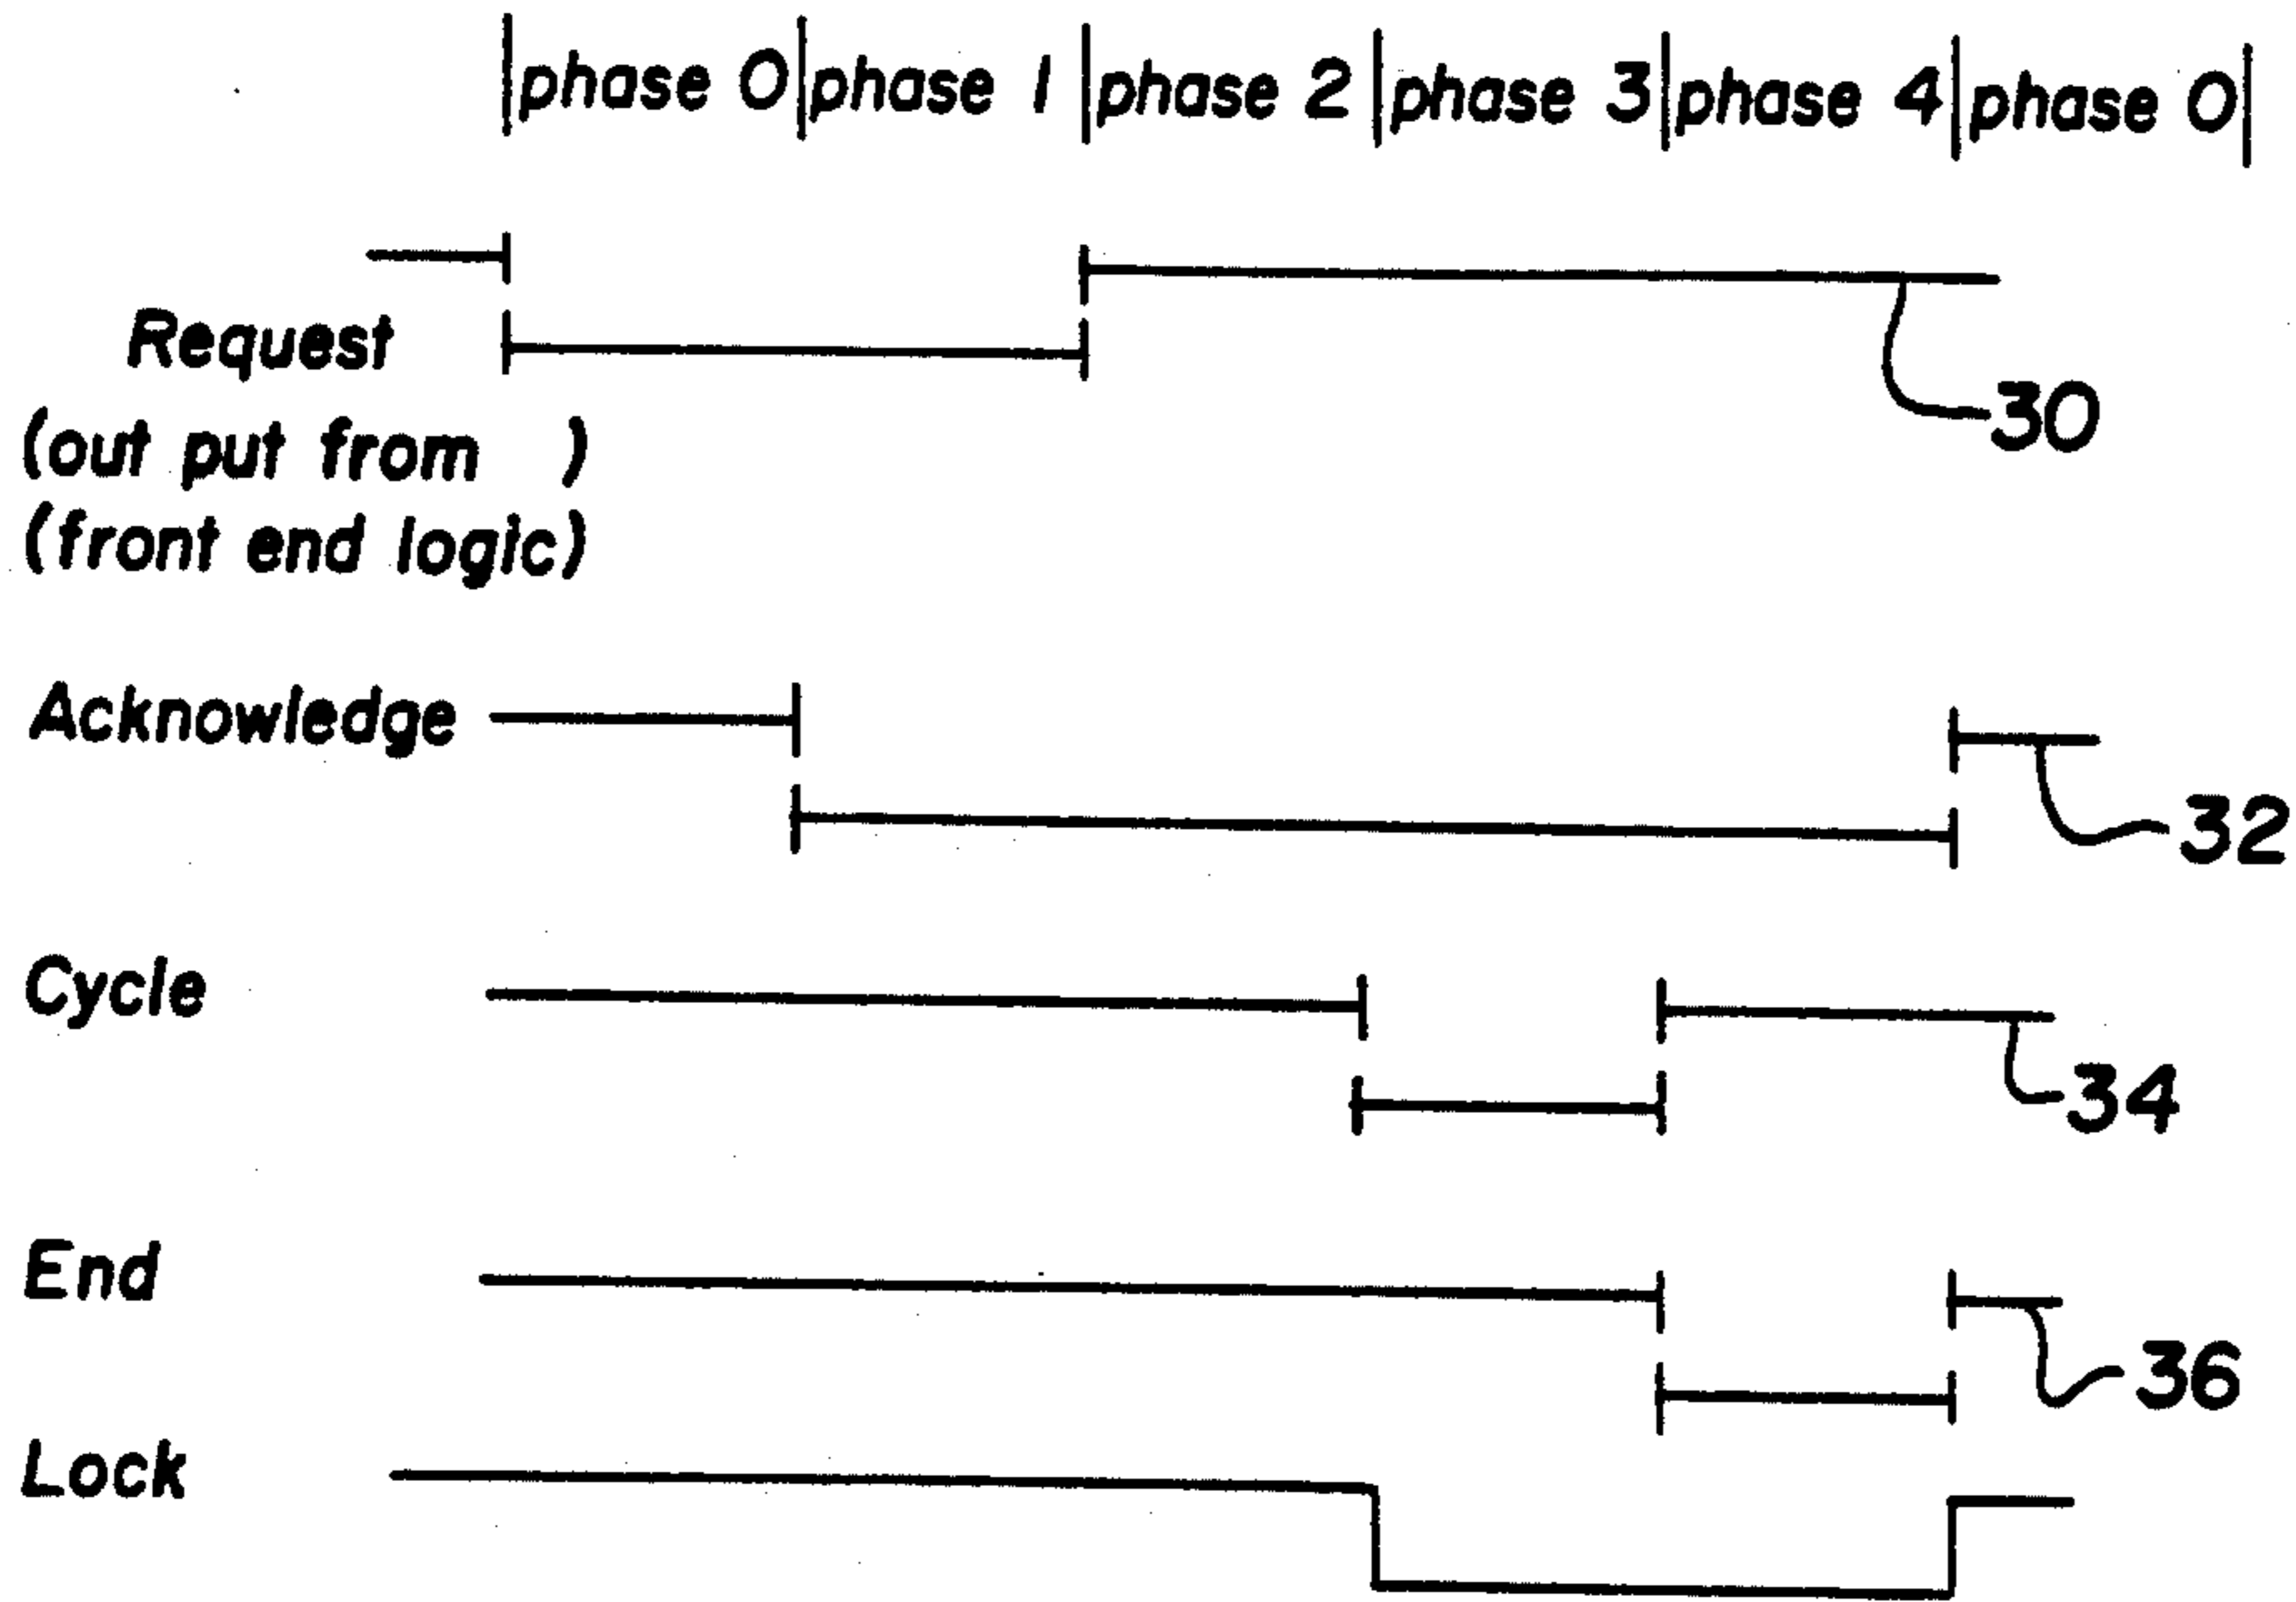 phase 0 phase 1 phase 2 phase 3 phase 4 phase 0
Request
30
(out put from )
(front end logic)
Acknowledge
32
Cycle
34
End
36
Lock